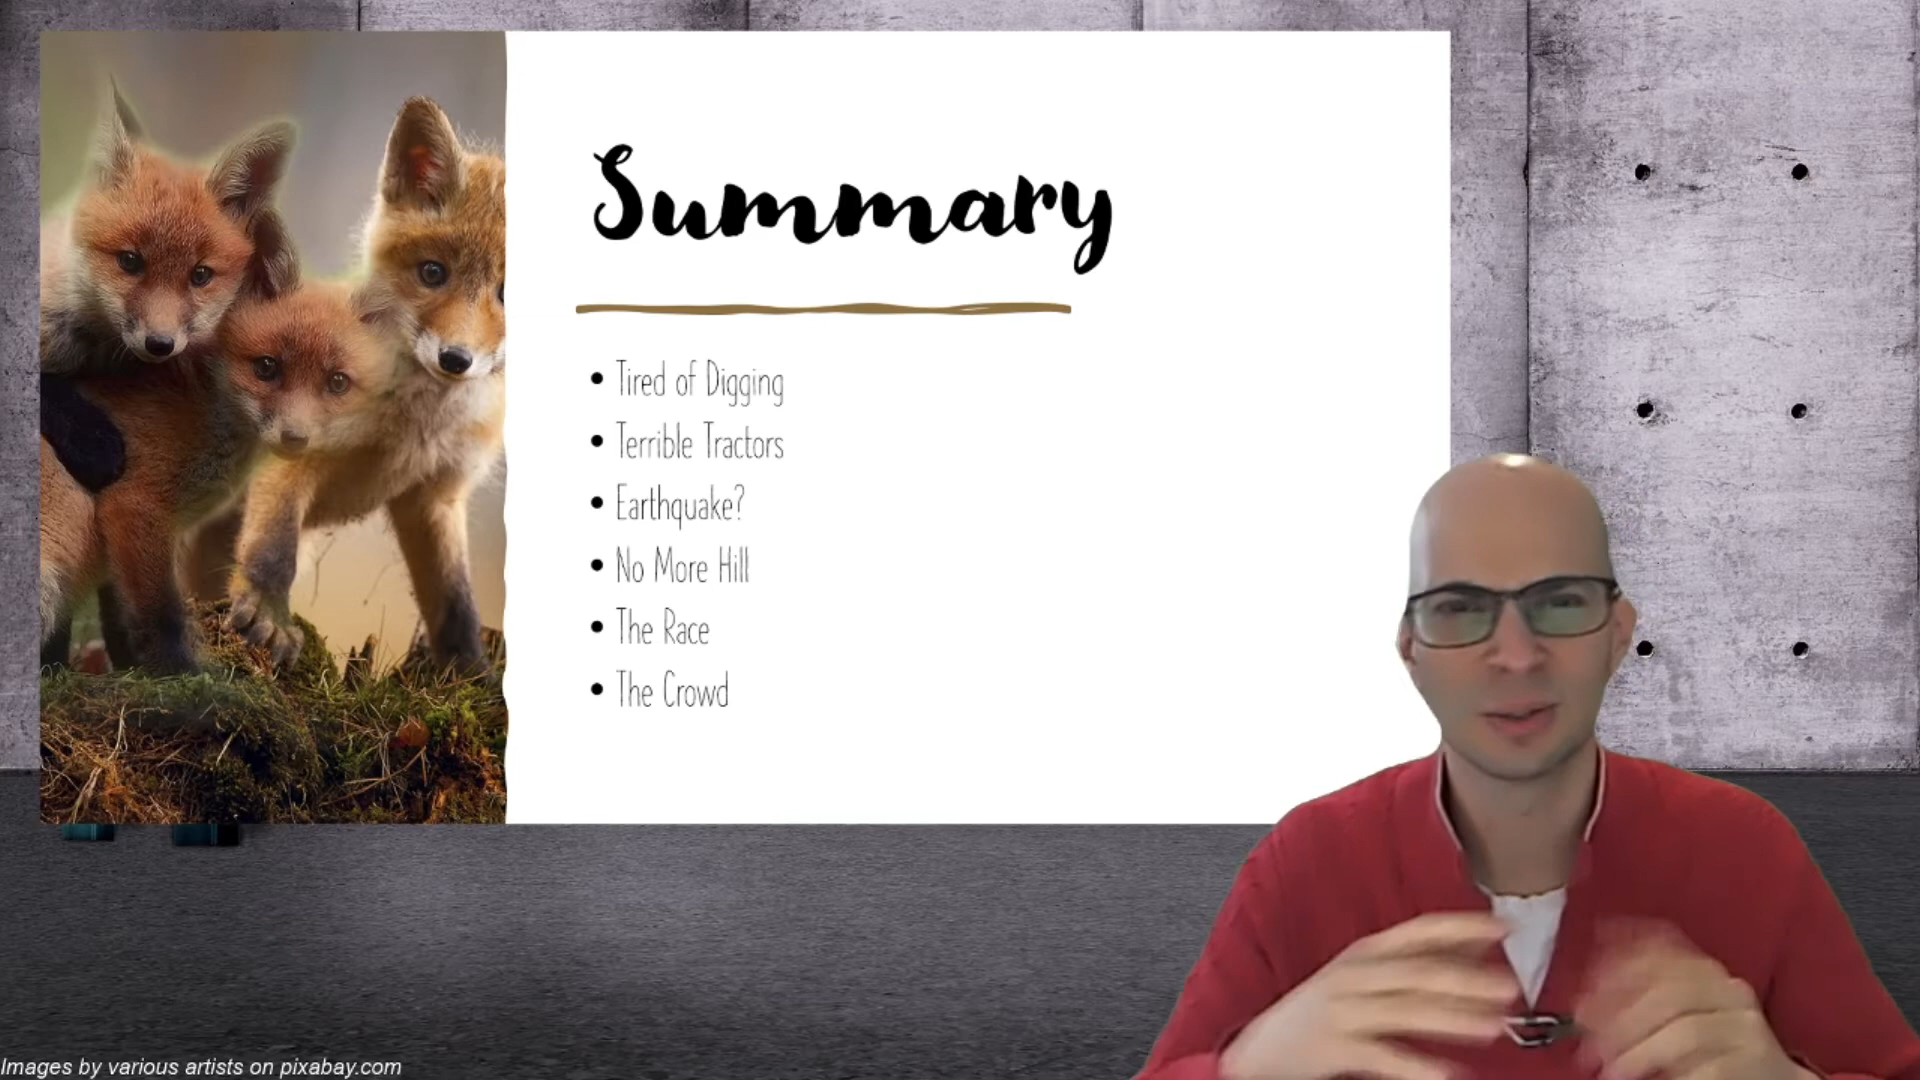 Summary
• Tired of Digging
• Terrible Tractors
• Earthquake?
• No More Hill
• The Race
• The Crowd
Images by various artists on pixabay.com